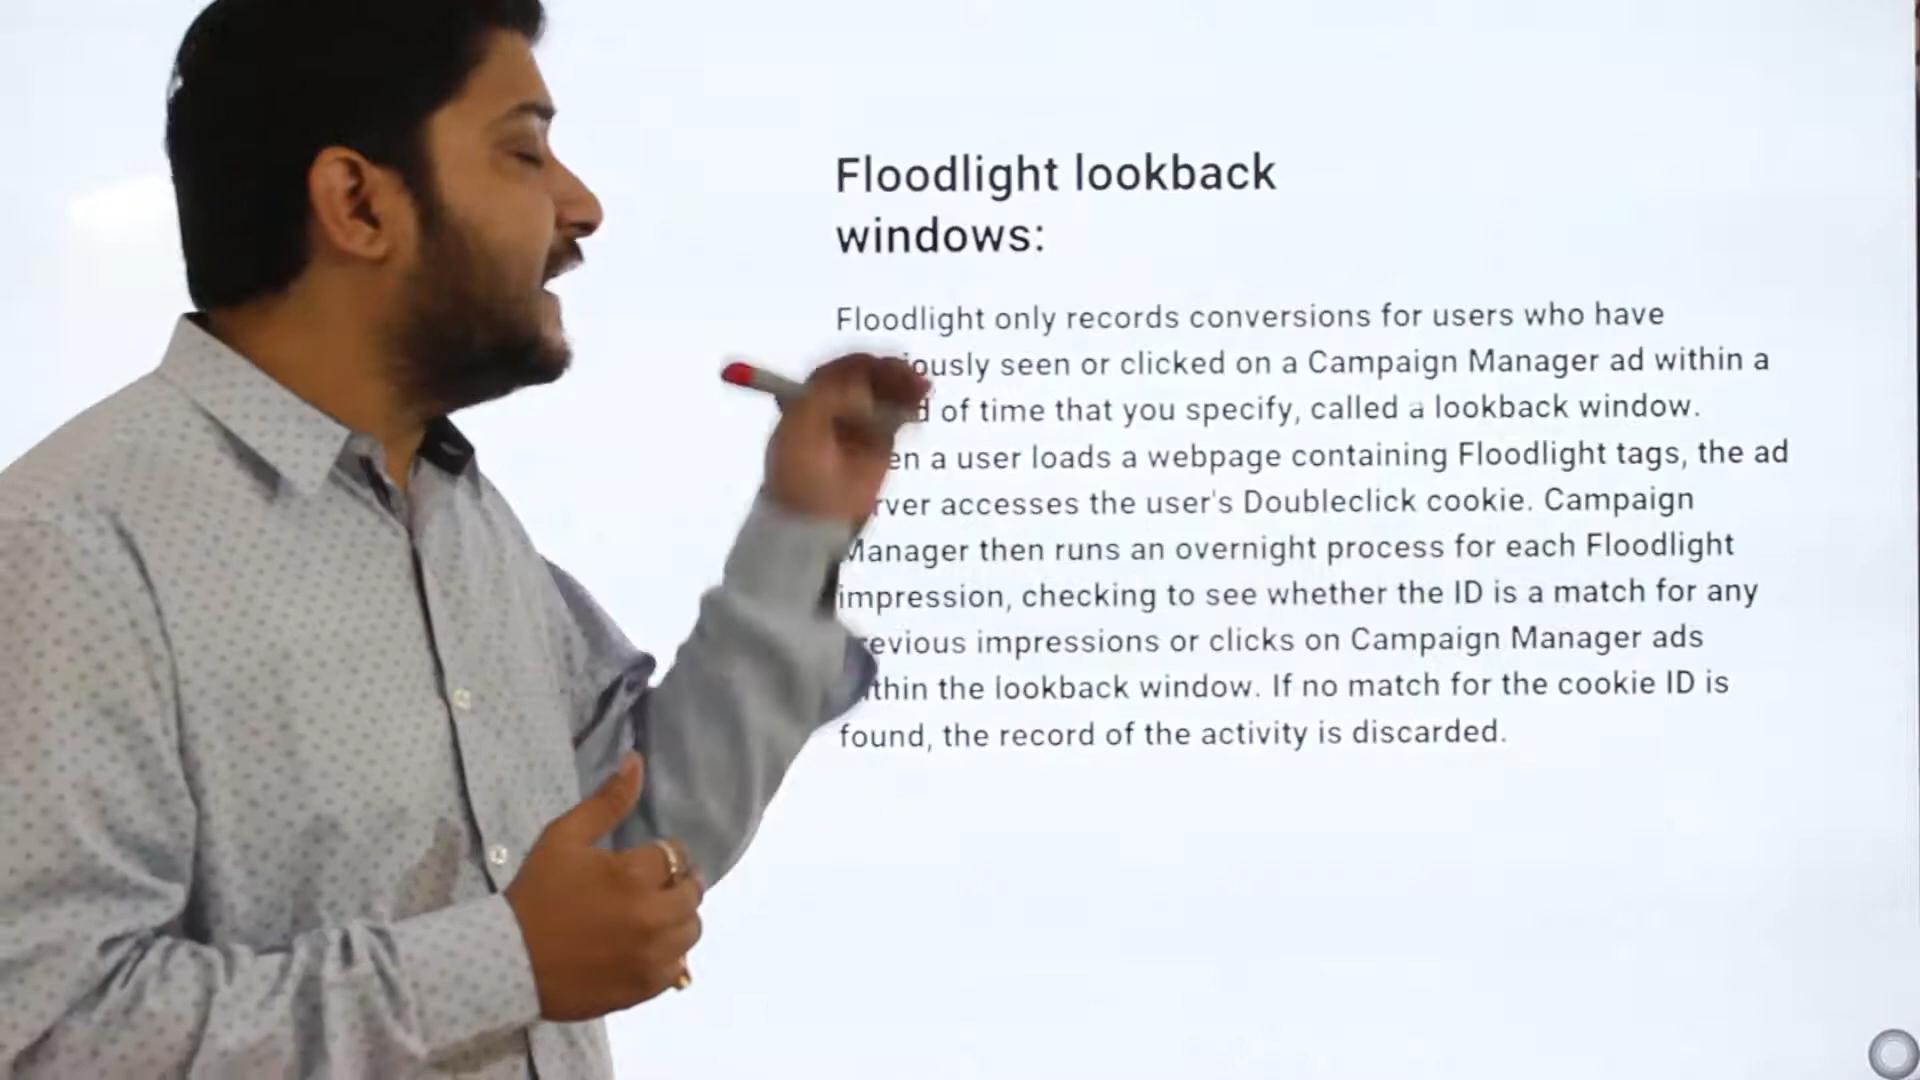 Floodlight lookback
windows:
Floodlight only records conversions for users who have
seen or clicked on a Campaign Manager ad within a
of time that you specify, called a lookback window.
a user loads a webpage containing Floodlight tags, the ad
accesses the user's Doubleclick cookie. Campaign
Manager then runs an overnight process for each Floodlight
impression, checking to see whether the ID is a match for any
impressions or clicks on Campaign Manager ads
the lookback window. If no match for the cookie ID is
found, the record of the activity is discarded.